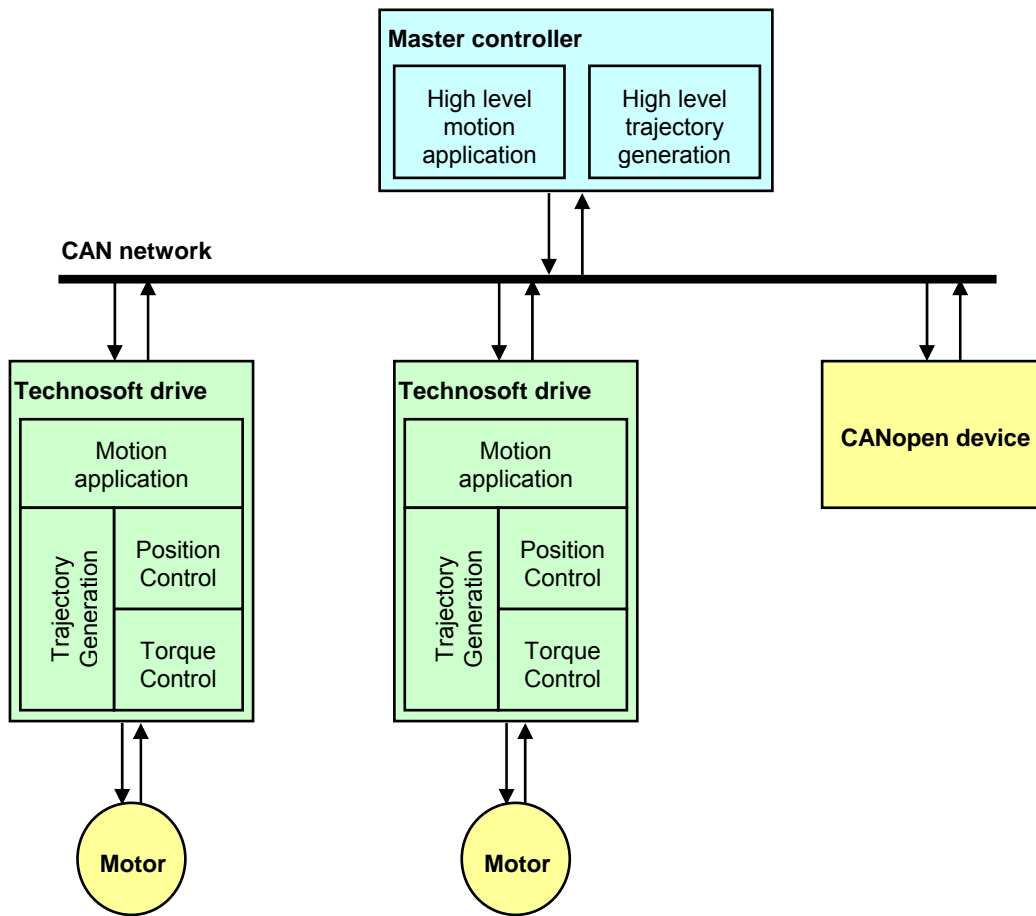 Master controller
High level
motion
application
High level
trajectory
generation
CAN network
Technosoft drive
Motion
application
Trajectory
Generation
Position
Control
Torque
Control
Motor
Technosoft drive
Motion
application
Trajectory
Generation
Position
Control
Torque
Control
Motor
CANopen device